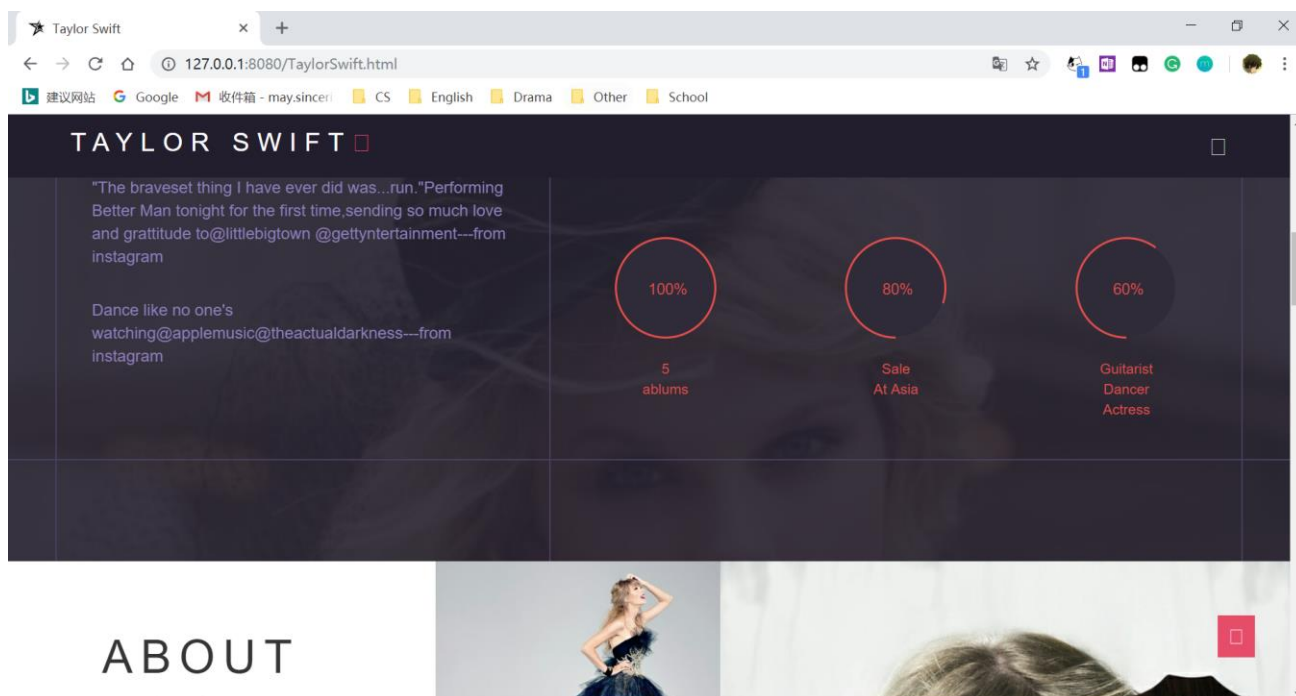 Taylor Swift
127.0.0.1:8080/TaylorSwift.html
建议网站 Google 收件箱 - may.sinceri CS English Drama Other School
TAYLOR SWIFT
"The braveset thing I have ever did was...run."Performing
Better Man tonight for the first time,sending so much love
and grattitude to@littlebigtown @gettyntertainment---from
instagram
Dance like no one's
watching@applemusic@theactualdarkness---from
instagram
100%
5
ablums
80%
Sale
At Asia
60%
Guitarist
Dancer
Actress
ABOUT